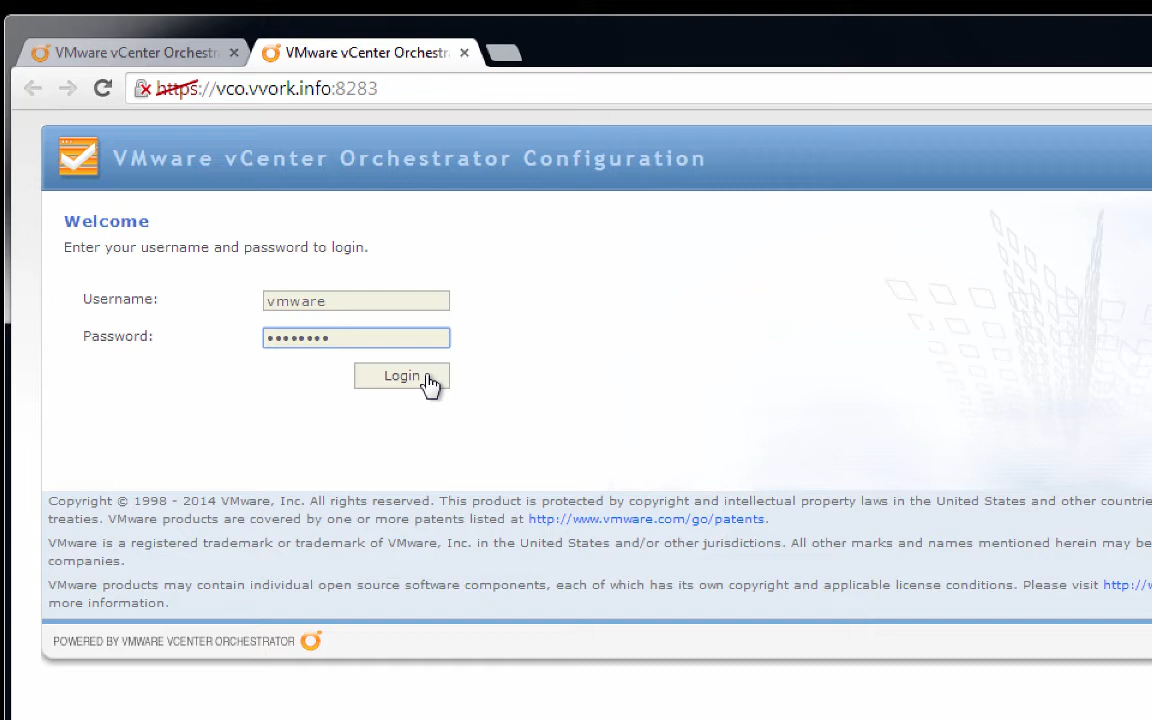 VMware vCenter Orchestr
VMware vCenter Orchestr
https://vco.vvork.info:8283
VMware vCenter Orchestrator Configuration
Welcome
Enter your username and password to login.
Username:
vmware
Password:
Login
Copyright © 1998 - 2014 VMware, Inc. All rights reserved. This product is protected by copyright and intellectual property laws in the United States and other countrie
treaties. VMware products are covered by one or more patents listed at http://www.vmware.com/go/patents.
VMware is a registered trademark or trademark of VMware, Inc. in the United States and/or other jurisdictions. All other marks and names mentioned herein may be
companies.
VMware products may contain individual open source software components, each of which has its own copyright and applicable license conditions. Please visit http://w
more information.
POWERED BY VMWARE VCENTER ORCHESTRATOR